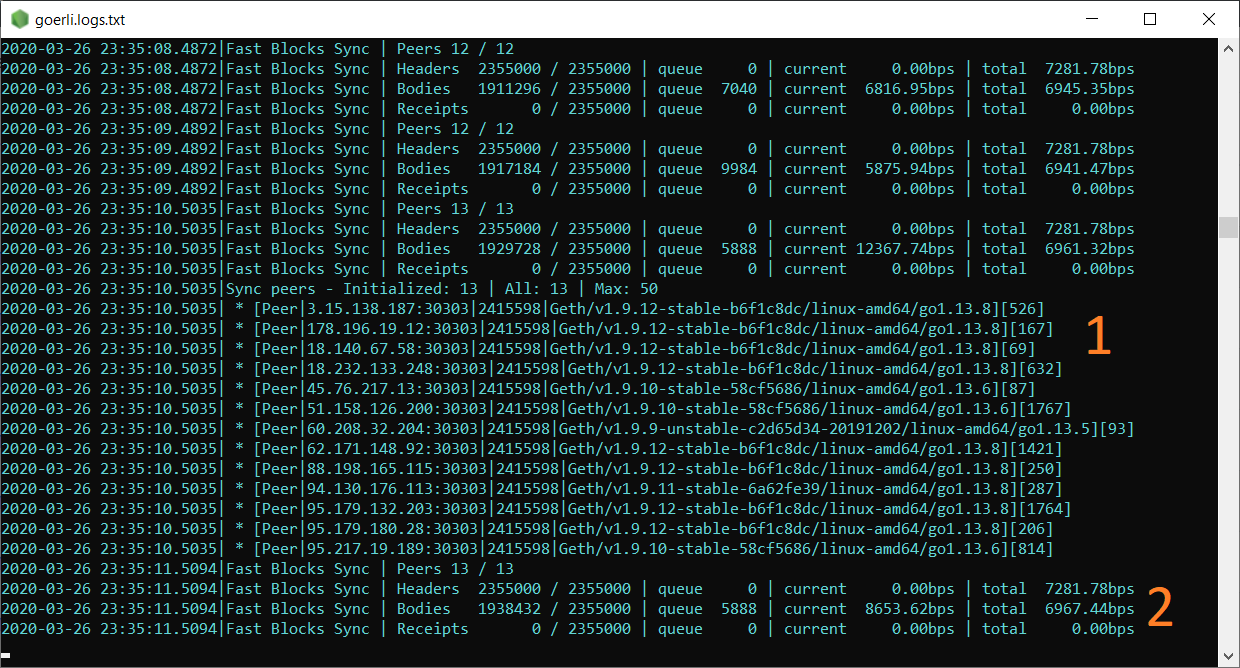 goerli.logs.txt
2020-03-26 23:35:08.4872|Fast Blocks Sync | Peers 12 / 12
2020-03-26 23:35:08.4872|Fast Blocks Sync | Headers  2355000 / 2355000 | queue     0 | current     0.00bps | total  7281.78bps
2020-03-26 23:35:08.4872|Fast Blocks Sync | Bodies   1911296 / 2355000 | queue  7040 | current  6816.95bps | total  6945.35bps
2020-03-26 23:35:08.4872|Fast Blocks Sync | Receipts       0 / 2355000 | queue     0 | current     0.00bps | total     0.00bps
2020-03-26 23:35:09.4892|Fast Blocks Sync | Peers 12 / 12
2020-03-26 23:35:09.4892|Fast Blocks Sync | Headers  2355000 / 2355000 | queue     0 | current     0.00bps | total  7281.78bps
2020-03-26 23:35:09.4892|Fast Blocks Sync | Bodies   1917184 / 2355000 | queue  9984 | current  5875.94bps | total  6941.47bps
2020-03-26 23:35:09.4892|Fast Blocks Sync | Receipts       0 / 2355000 | queue     0 | current     0.00bps | total     0.00bps
2020-03-26 23:35:10.5035|Fast Blocks Sync | Peers 13 / 13
2020-03-26 23:35:10.5035|Fast Blocks Sync | Headers  2355000 / 2355000 | queue     0 | current     0.00bps | total  7281.78bps
2020-03-26 23:35:10.5035|Fast Blocks Sync | Bodies   1929728 / 2355000 | queue  5888 | current 12367.74bps | total  6961.32bps
2020-03-26 23:35:10.5035|Fast Blocks Sync | Receipts       0 / 2355000 | queue     0 | current     0.00bps | total     0.00bps
2020-03-26 23:35:10.5035|Sync peers - Initialized: 13 | All: 13 | Max: 50
2020-03-26 23:35:10.5035| * [Peer|3.15.138.187:30303|2415598|Geth/v1.9.12-stable-b6f1c8dc/linux-amd64/go1.13.8][526]
2020-03-26 23:35:10.5035| * [Peer|178.196.19.12:30303|2415598|Geth/v1.9.12-stable-b6f1c8dc/linux-amd64/go1.13.8][167]
1
2020-03-26 23:35:10.5035| * [Peer|18.140.67.58:30303|2415598|Geth/v1.9.12-stable-b6f1c8dc/linux-amd64/go1.13.8][69]
2020-03-26 23:35:10.5035| * [Peer|18.232.133.248:30303|2415598|Geth/v1.9.12-stable-b6f1c8dc/linux-amd64/go1.13.8][632]
2020-03-26 23:35:10.5035| * [Peer|45.76.217.13:30303|2415598|Geth/v1.9.10-stable-58cf5686/linux-amd64/go1.13.6][87]
2020-03-26 23:35:10.5035| * [Peer|51.158.126.200:30303|2415598|Geth/v1.9.10-stable-58cf5686/linux-amd64/go1.13.6][1767]
2020-03-26 23:35:10.5035| * [Peer|60.208.32.204:30303|2415598|Geth/v1.9.9-unstable-c2d65d34-20191202/linux-amd64/go1.13.5][93]
2020-03-26 23:35:10.5035| * [Peer|62.171.148.92:30303|2415598|Geth/v1.9.12-stable-b6f1c8dc/linux-amd64/go1.13.8][1421]
2020-03-26 23:35:10.5035| * [Peer|88.198.165.115:30303|2415598|Geth/v1.9.12-stable-b6f1c8dc/linux-amd64/go1.13.8][250]
2020-03-26 23:35:10.5035| * [Peer|94.130.176.113:30303|2415598|Geth/v1.9.11-stable-6a62fe39/linux-amd64/go1.13.8][287]
2020-03-26 23:35:10.5035| * [Peer|95.179.132.203:30303|2415598|Geth/v1.9.12-stable-b6f1c8dc/linux-amd64/go1.13.8][1764]
2020-03-26 23:35:10.5035| * [Peer|95.179.180.28:30303|2415598|Geth/v1.9.12-stable-b6f1c8dc/linux-amd64/go1.13.8][206]
2020-03-26 23:35:10.5035| * [Peer|95.217.19.189:30303|2415598|Geth/v1.9.10-stable-58cf5686/linux-amd64/go1.13.6][814]
2020-03-26 23:35:11.5094|Fast Blocks Sync | Peers 13 / 13
2020-03-26 23:35:11.5094|Fast Blocks Sync | Headers  2355000 / 2355000 | queue     0 | current     0.00bps | total  7281.78bps
2020-03-26 23:35:11.5094|Fast Blocks Sync | Bodies   1938432 / 2355000 | queue  5888 | current  8653.62bps | total  6967.44bps
2
2020-03-26 23:35:11.5094|Fast Blocks Sync | Receipts       0 / 2355000 | queue     0 | current     0.00bps | total     0.00bps